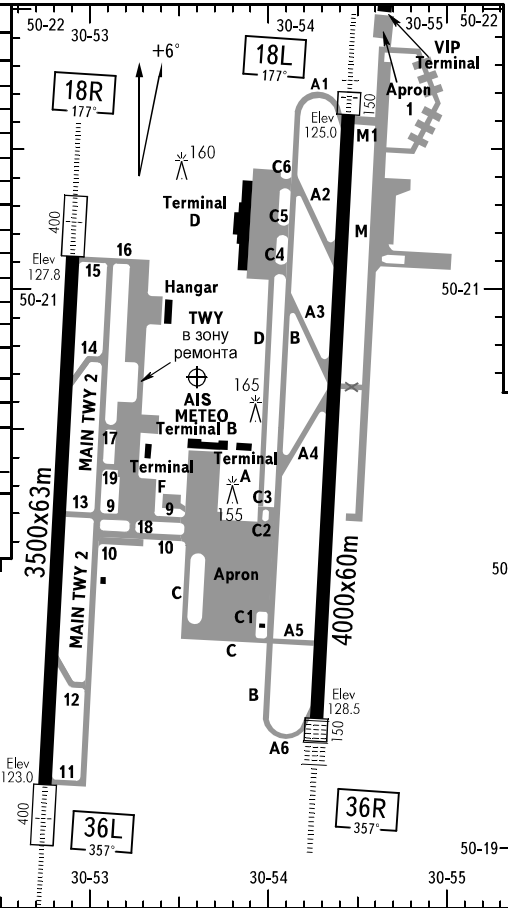 50-22
30-53
30-54
30-55
50-22
VIP
Terminal
+6°
18L
177°
18R
177°
A1
Elev
125.0
150
Apron
1
M1
160
C6
A2
Terminal
D
C5
M
400
C4
Elev
127.8
16
15
Hangar
50-21
50-21
TWY
в зону
ремонта
A3
D
B
14
165
AIS
METEO
MAIN TWY 2
Terminal B
17
Terminal
F
Terminal
A
A4
19
155
C3
13
9
9
C2
18
10
10
3500x63m
50
Apron
4000x60m
C
C1
A5
C
MAIN TWY 2
B
12
Elev
128.5
150
A6
Elev
123.0
11
400
36L
357°
36R
357°
50-19
30-53
30-54
30-55